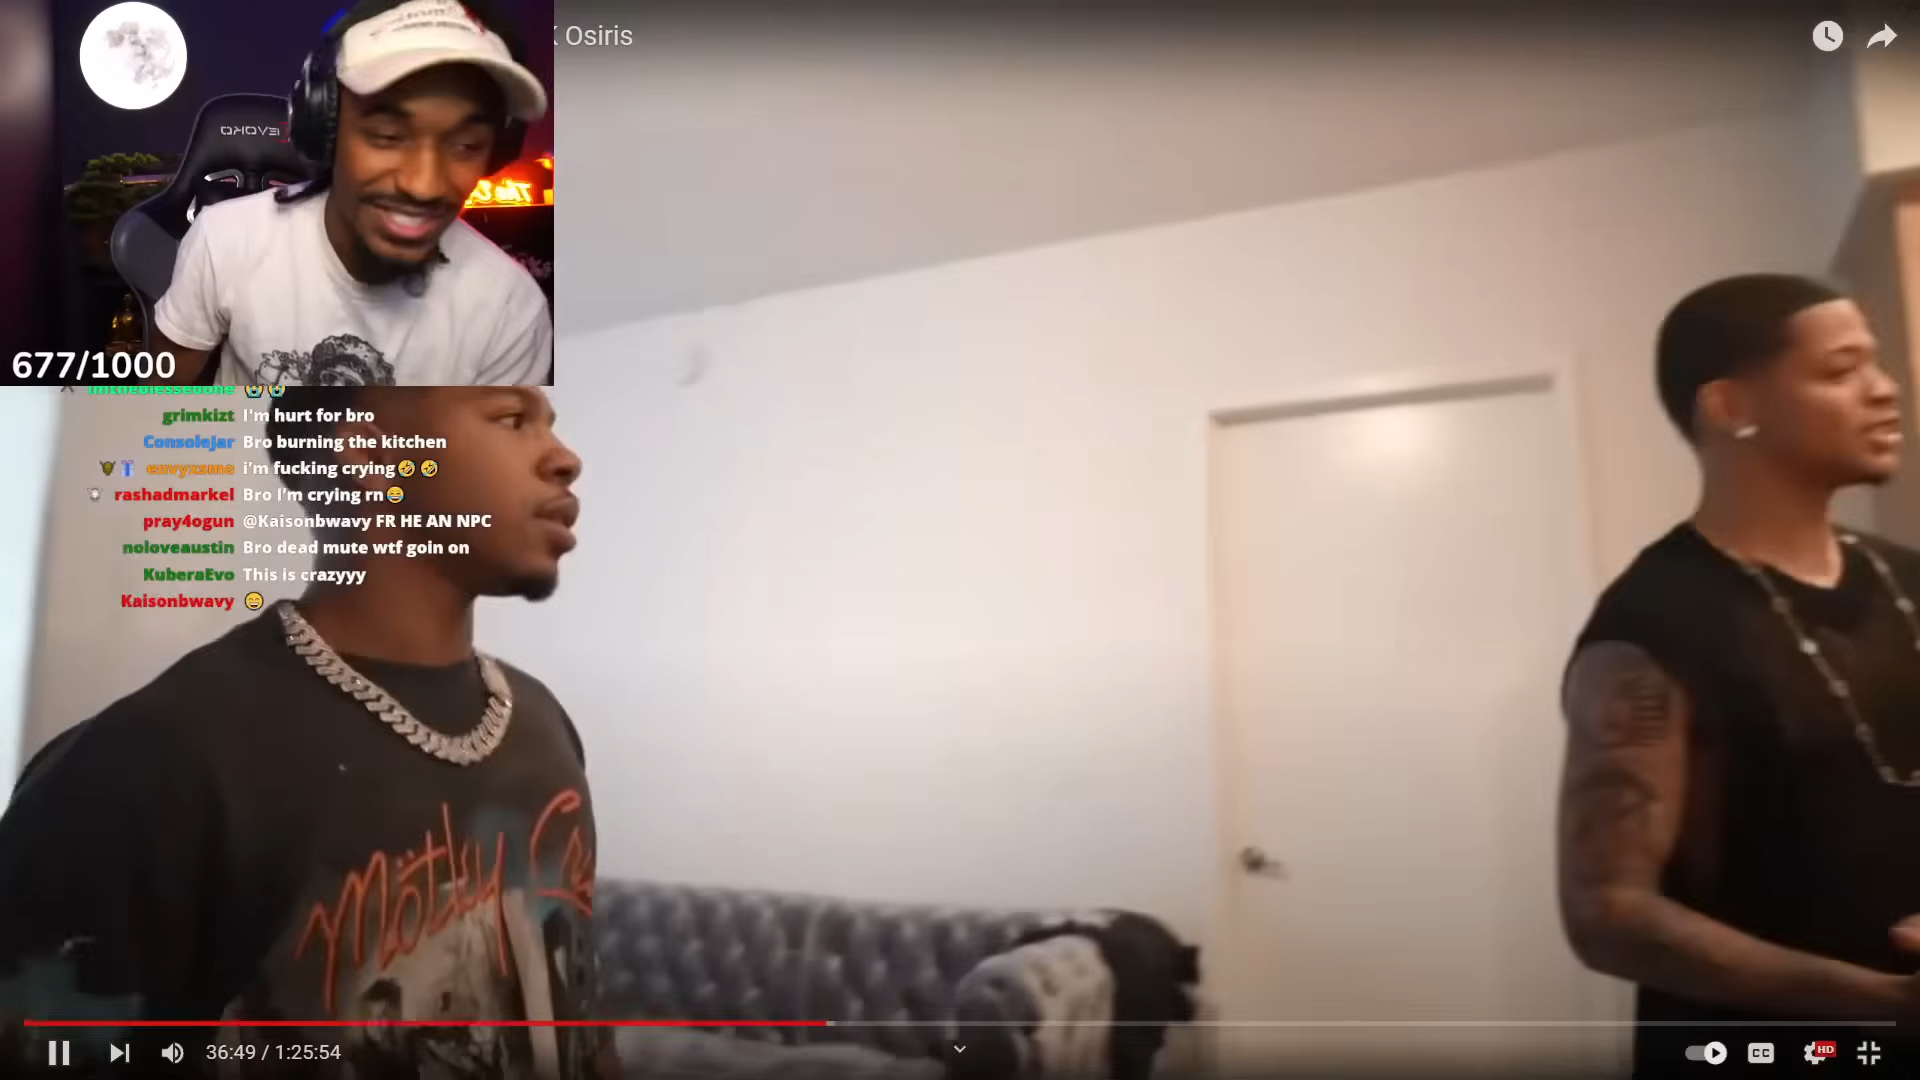 Osiris
677/1000
grimkizt I'm hurt for bro
ConsoleJar Bro burning the kitchen
envyxsmo i'm fucking crying🤣 🤣
rashadmarkel Bro I'm crying rn😂
pray4ogun @Kaisonbwavy FR HE AN NPC
noloveaustin Bro dead mute wtf goin on
KuberaEvo This is crazyyy
Kaisonbwavy 😄
Mötley
36:49 / 1:25:54
CC
HD